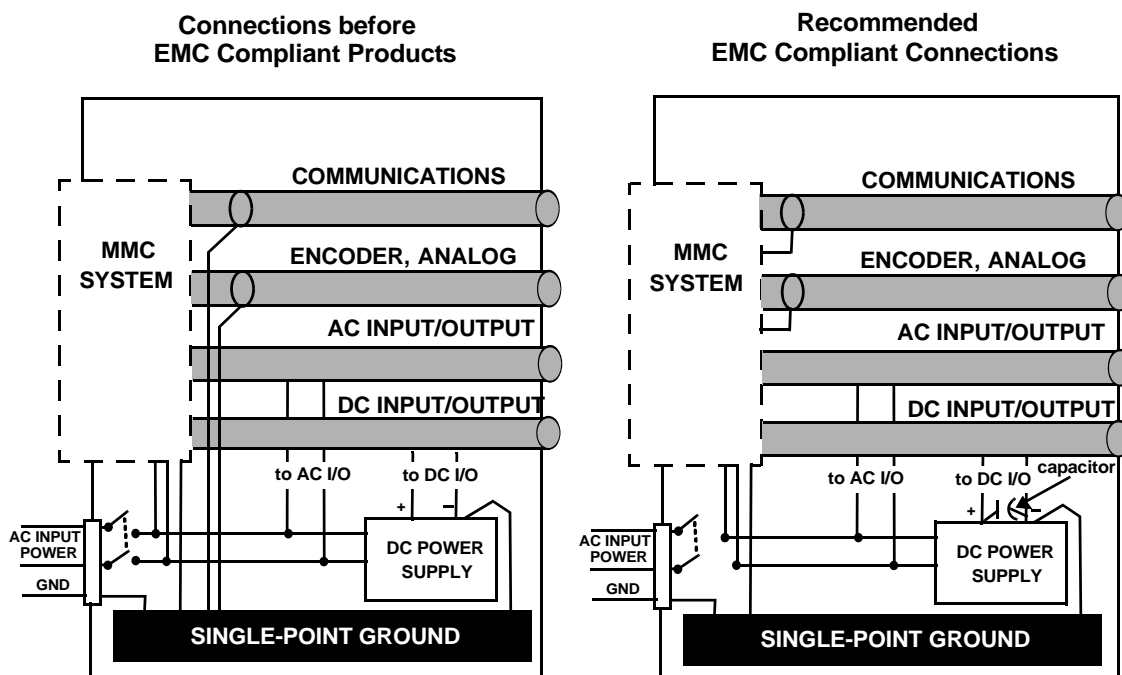 Connections before
EMC Compliant Products
COMMUNICATIONS
MMC
SYSTEM
ENCODER, ANALOG
AC INPUT/OUTPUT
DC INPUT/OUTPUT
to AC I/O
to DC I/O
+
–
AC INPUT
POWER
GND
DC POWER
SUPPLY
SINGLE-POINT GROUND
Recommended
EMC Compliant Connections
COMMUNICATIONS
MMC
SYSTEM
ENCODER, ANALOG
AC INPUT/OUTPUT
DC INPUT/OUTPUT
to AC I/O
to DC I/O
capacitor
+
–
AC INPUT
POWER
GND
DC POWER
SUPPLY
SINGLE-POINT GROUND